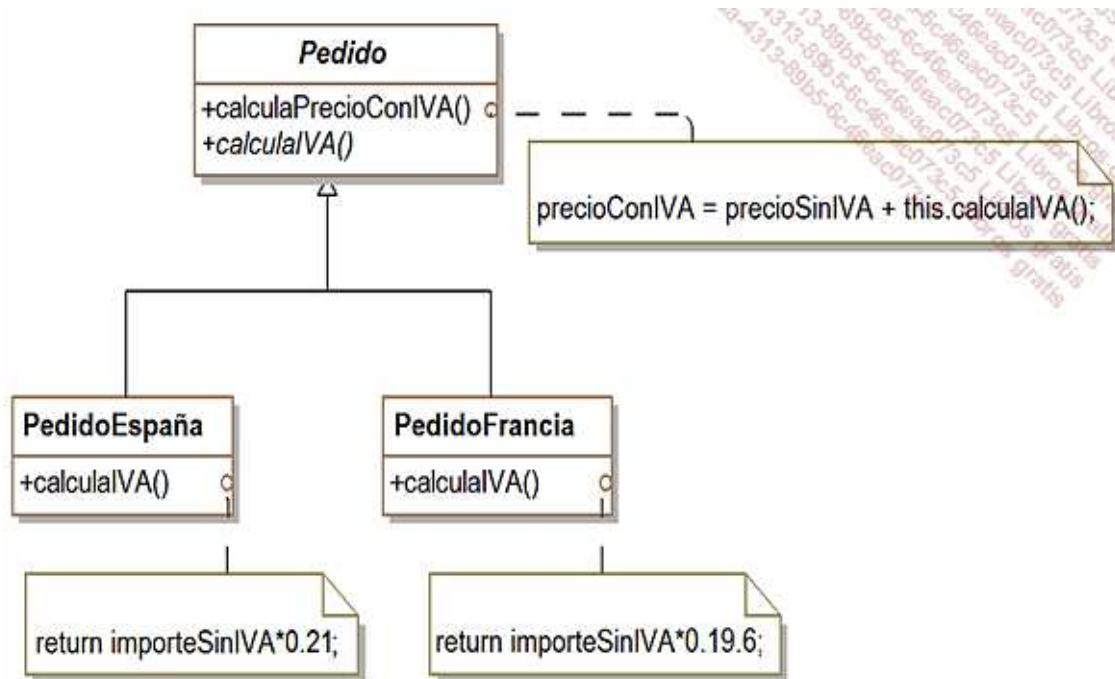 Pedido
+calculaPrecioConIVA()
+calculaIVA()
precioConIVA = precioSinIVA + this.calculaIVA();
PedidoEspaña
+calculaIVA()
PedidoFrancia
+calculaIVA()
return importeSinIVA*0.21;
return importeSinIVA*0.19.6;